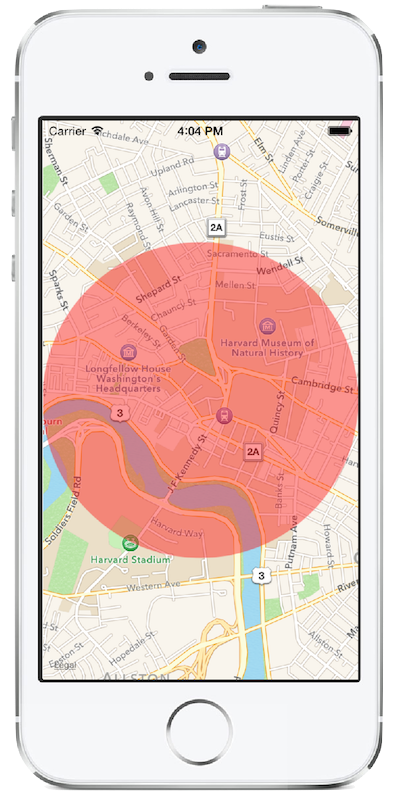 Carrier
4:04 PM
Richdale Ave
Sherman St
Upland Rd
Elm St
Linden Ave
Porter St
Craigie St
Arlington St
Lancaster St
Frost St
Avon Hill St
Raymond St
Garden St
2A
Eustis St
Somerville
Sacramento St
Wendell St
Sparks St
Shepard St
Mellen St
Chauncy St
Berkeley St
Garden St
Harvard Museum of
Natural History
Longfellow House
Washington's
Headquarters
Cambridge St
Quincy St
3
J.F.Kennedy St
2A
Banks St
Soldiers Field Rd
Harvard Way
Putnam Ave
Howard St
Harvard Stadium
3
Western Ave
River
Hopedale St
Allston St
Legal
ALLSTON